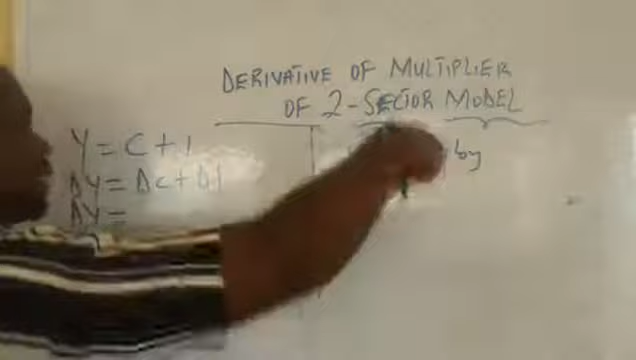 DERIVATIVE OF MULTIPLIER
OF 2-SECTOR MODEL
Y = C + I
ΔY = ΔC + ΔI
ΔY =
by